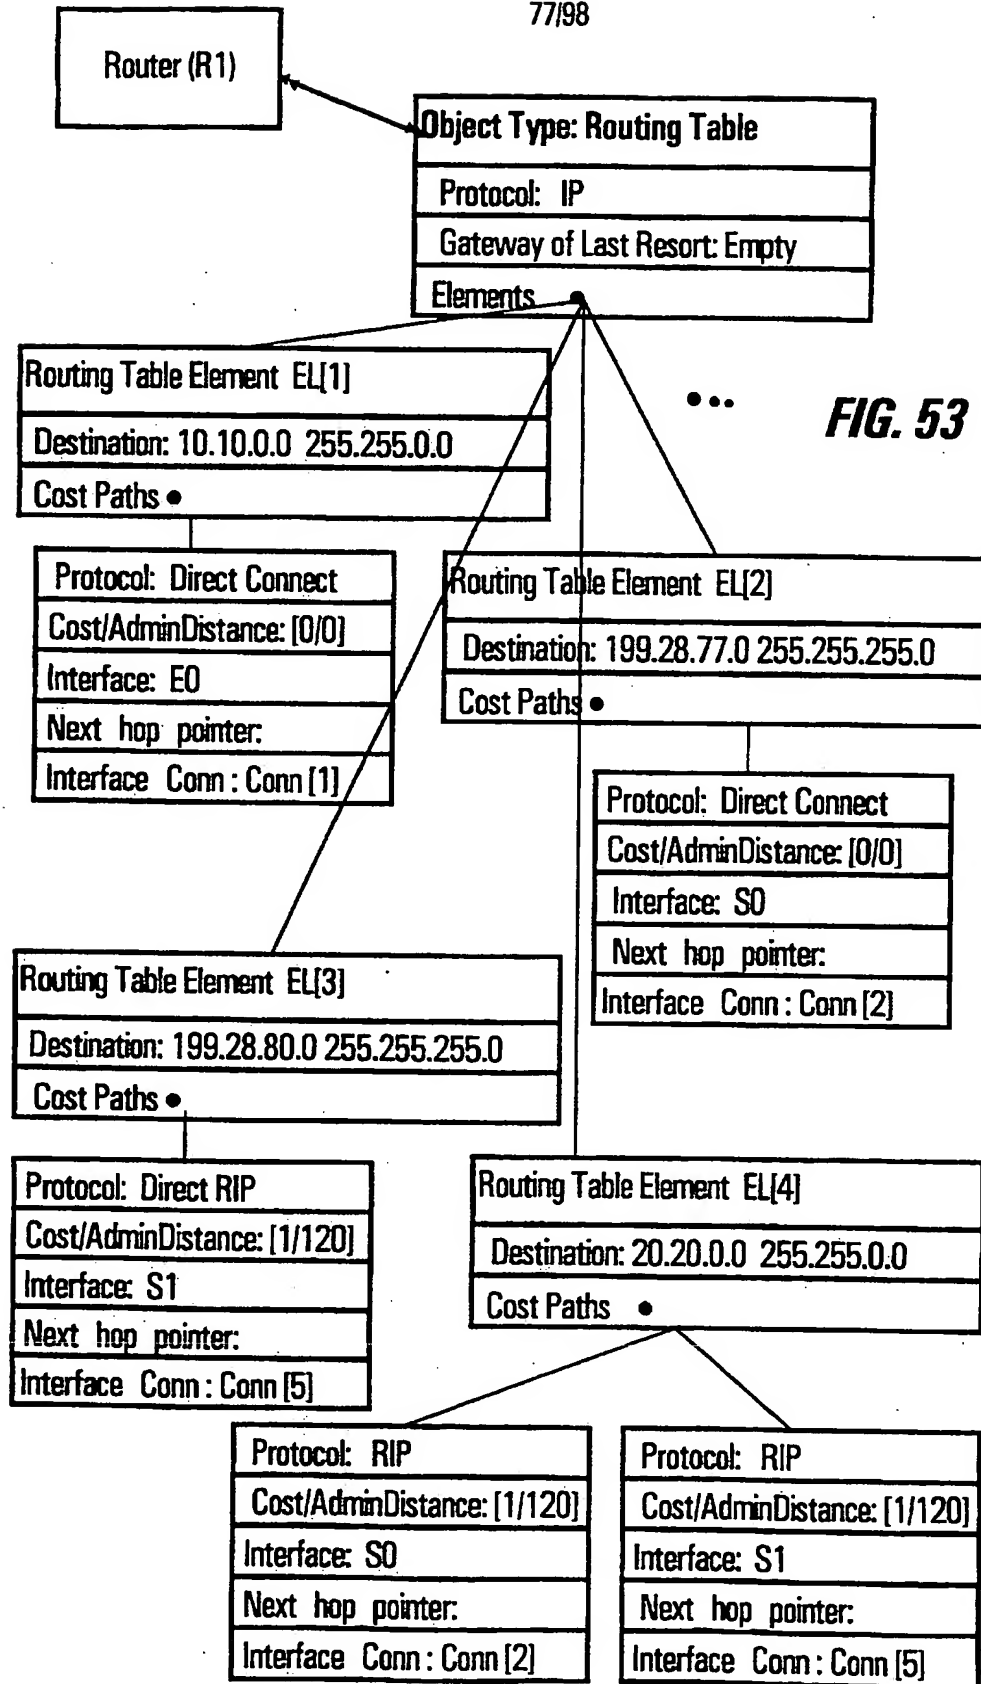 77/98
Router (R1)
Object Type: Routing Table
Protocol: IP
Gateway of Last Resort: Empty
Elements
Routing Table Element EL[1]
Destination: 10.10.0.0 255.255.0.0
Cost Paths
FIG. 53
Protocol: Direct Connect
Cost/AdminDistance: [0/0]
Interface: E0
Next hop pointer:
Interface Conn : Conn [1]
Routing Table Element EL[2]
Destination: 199.28.77.0 255.255.255.0
Cost Paths
Protocol: Direct Connect
Cost/AdminDistance: [0/0]
Interface: S0
Next hop pointer:
Interface Conn : Conn [2]
Routing Table Element EL[3]
Destination: 199.28.80.0 255.255.255.0
Cost Paths
Protocol: Direct RIP
Cost/AdminDistance: [1/120]
Interface: S1
Next hop pointer:
Interface Conn : Conn [5]
Routing Table Element EL[4]
Destination: 20.20.0.0 255.255.0.0
Cost Paths
Protocol: RIP
Cost/AdminDistance: [1/120]
Interface: S0
Next hop pointer:
Interface Conn : Conn [2]
Protocol: RIP
Cost/AdminDistance: [1/120]
Interface: S1
Next hop pointer:
Interface Conn : Conn [5]